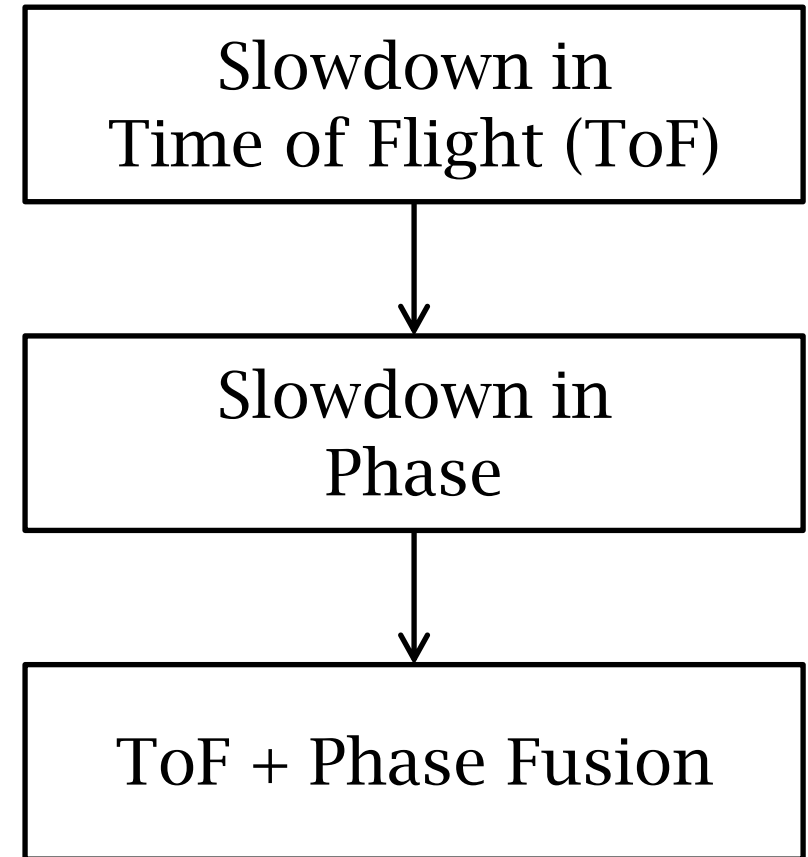 Slowdown in
Time of Flight (ToF)
Slowdown in
Phase
ToF + Phase Fusion